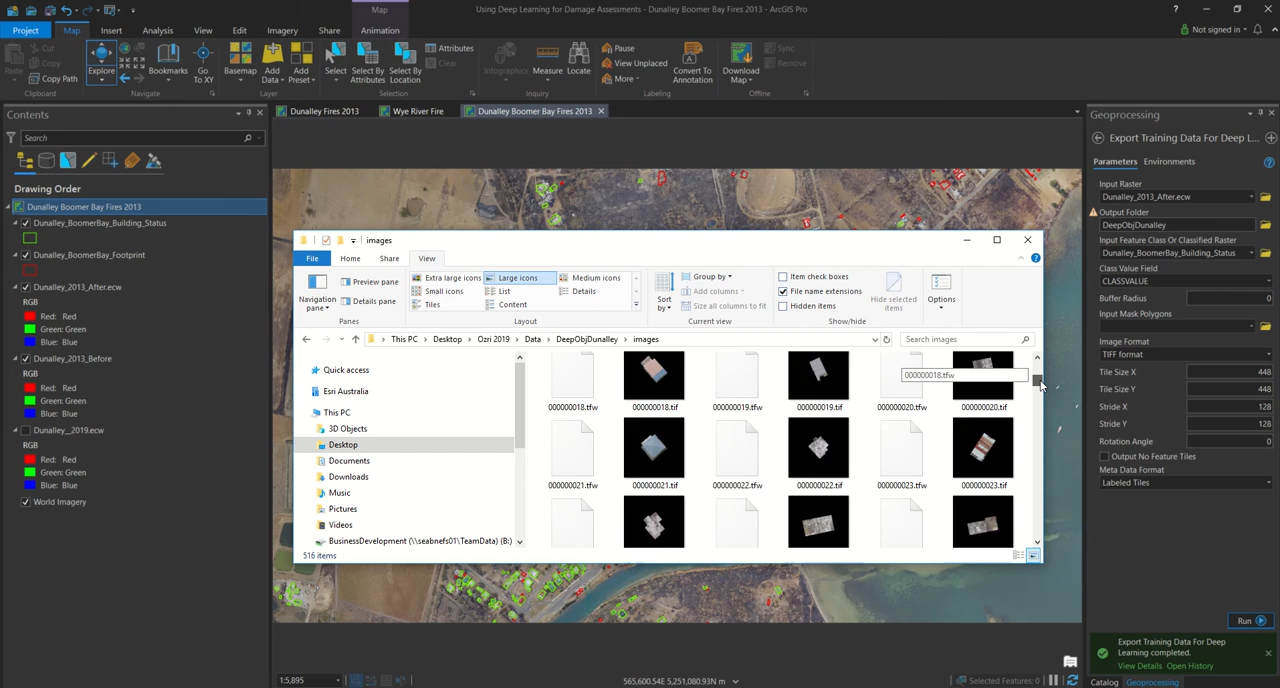 Map
Using Deep Learning for Damage Assessments - Dunalley Boomer Bay Fires 2013 - ArcGIS Pro
?
Project Map Insert Analysis View Edit Imagery Share Animation
Not signed in
Paste
Cut
Copy
Copy Path
Explore
Bookmarks
Go To XY
Basemap
Add Data
Add Preset
Select
Select By Attributes
Select By Location
Attributes
Clear
Infographics
Measure
Locate
Pause
View Unplaced
More
Convert To Annotation
Download Map
Sync
Remove
Clipboard Navigate Layer Selection Inquiry Labeling Offline
Contents
Search
Drawing Order
Dunalley Boomer Bay Fires 2013
Dunalley_BoomerBay_Building_Status
Dunalley_BoomerBay_Footprint
Dunalley_2013_After.ecw
RGB
Red: Red
Green: Green
Blue: Blue
Dunalley_2013_Before
RGB
Red: Red
Green: Green
Blue: Blue
Dunalley__2019.ecw
RGB
Red: Red
Green: Green
Blue: Blue
World Imagery
Dunalley Fires 2013 Wye River Fire Dunalley Boomer Bay Fires 2013
images
File Home Share View
Navigation pane
Preview pane
Details pane
Panes
Extra large icons Large icons Medium icons
Small icons List Details
Tiles Content
Layout
Sort by
Group by
Add columns
Size all columns to fit
Current view
Item check boxes
File name extensions
Hidden items
Hide selected items
Show/hide
Options
This PC > Desktop > Ozri 2019 > Data > DeepObjDunalley > images
Search images
Quick access
Esri Australia
This PC
3D Objects
Desktop
Documents
Downloads
Music
Pictures
Videos
BusinessDevelopment (\\seabnefs01\TeamData) (B:)
516 items
000000018.tfw
000000018.tfw 000000018.tif 000000019.tfw 000000019.tif 000000020.tfw 000000020.tif
000000021.tfw 000000021.tif 000000022.tfw 000000022.tif 000000023.tfw 000000023.tif
1:5,895
565,600.54E 5,251,080.93N m
Selected Features: 0
Geoprocessing
Export Training Data For Deep L...
Parameters Environments
Input Raster
Dunalley_2013_After.ecw
Output Folder
DeepObjDunalley
Input Feature Class Or Classified Raster
Dunalley_BoomerBay_Building_Status
Class Value Field
CLASSVALUE
Buffer Radius 0
Input Mask Polygons
Image Format
TIFF format
Tile Size X 448
Tile Size Y 448
Stride X 128
Stride Y 128
Rotation Angle 0
Output No Feature Tiles
Meta Data Format
Labeled Tiles
Run
Export Training Data For Deep
Learning completed.
View Details Open History
Catalog Geoprocessing